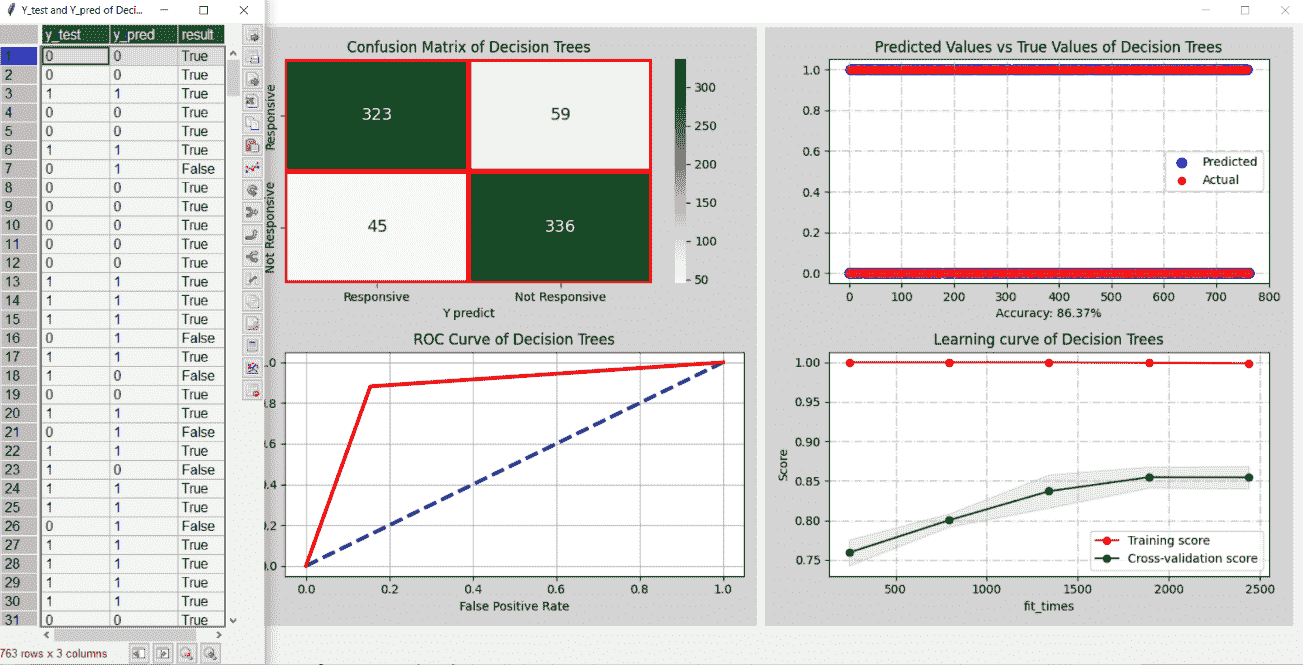 Y_test and Y_pred of Deci...
y_test y_pred result
1 0 0 True
2 0 0 True
3 1 1 True
4 0 0 True
5 0 0 True
6 1 1 True
7 0 1 False
8 0 0 True
9 0 0 True
10 0 0 True
11 0 0 True
12 0 0 True
13 1 1 True
14 1 1 True
15 1 1 True
16 0 1 False
17 1 1 True
18 1 0 False
19 0 0 True
20 1 1 True
21 0 1 False
22 1 1 True
23 1 0 False
24 1 1 True
25 1 1 True
26 0 1 False
27 1 1 True
28 1 1 True
29 1 1 True
30 1 1 True
31 0 0 True
763 rows x 3 columns
Confusion Matrix of Decision Trees
Responsive
Not Responsive
323 59
45 336
300
250
200
150
100
50
Responsive Not Responsive
Y predict
Predicted Values vs True Values of Decision Trees
1.0
0.8
0.6
0.4
0.2
0.0
Predicted
Actual
0 100 200 300 400 500 600 700 800
Accuracy: 86.37%
ROC Curve of Decision Trees
.0
.8
.6
.4
.2
.0
0.0 0.2 0.4 0.6 0.8 1.0
False Positive Rate
Learning curve of Decision Trees
1.00
0.95
0.90
0.85
0.80
0.75
Score
Training score
Cross-validation score
500 1000 1500 2000 2500
fit_times